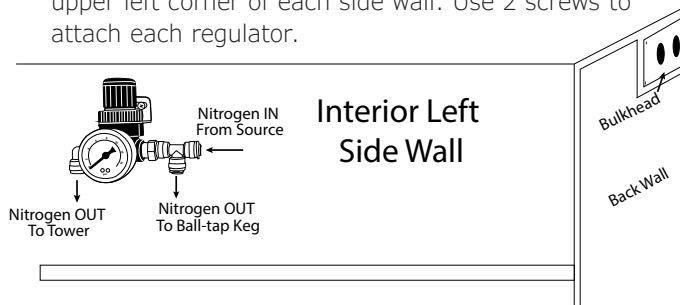 upper left corner of each side wall. Use 2 screws to
attach each regulator.
Nitrogen IN
From Source
Interior Left
Side Wall
Bulkhead
Back Wall
Nitrogen OUT
To Tower
Nitrogen OUT
To Ball-tap Keg